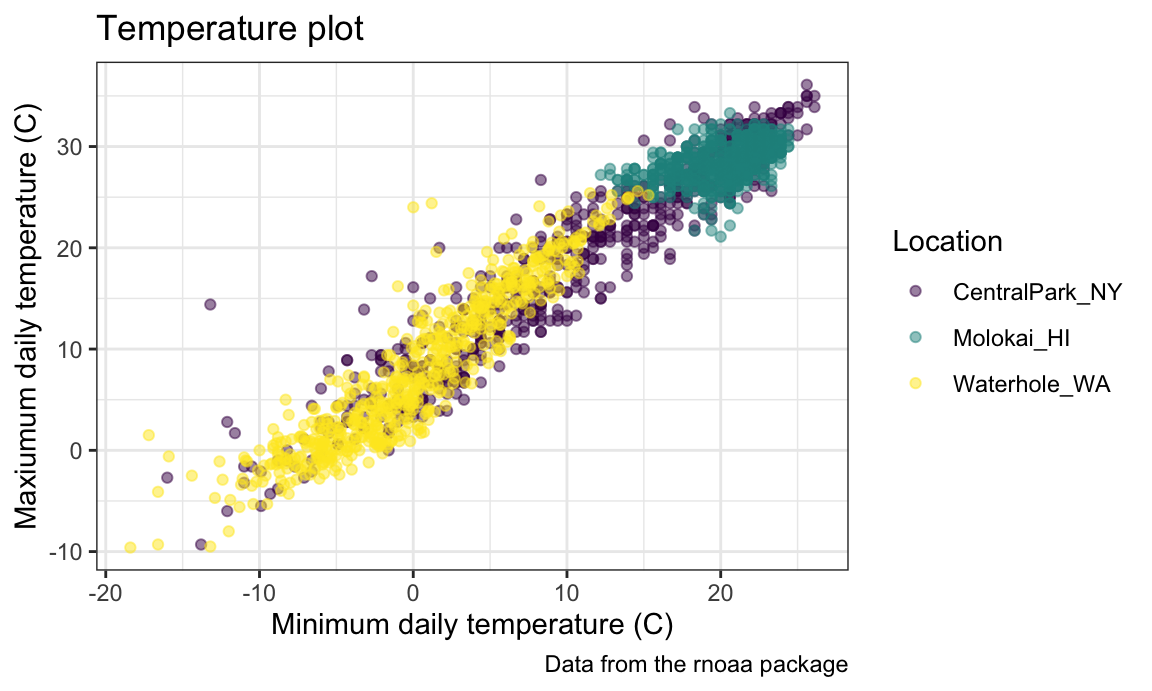 Temperature plot
Maxiumum daily temperature (C)
30
20
10
0
-10
-20
-10
0
10
20
Minimum daily temperature (C)
Data from the rnoaa package
Location
CentralPark_NY
Molokai_HI
Waterhole_WA